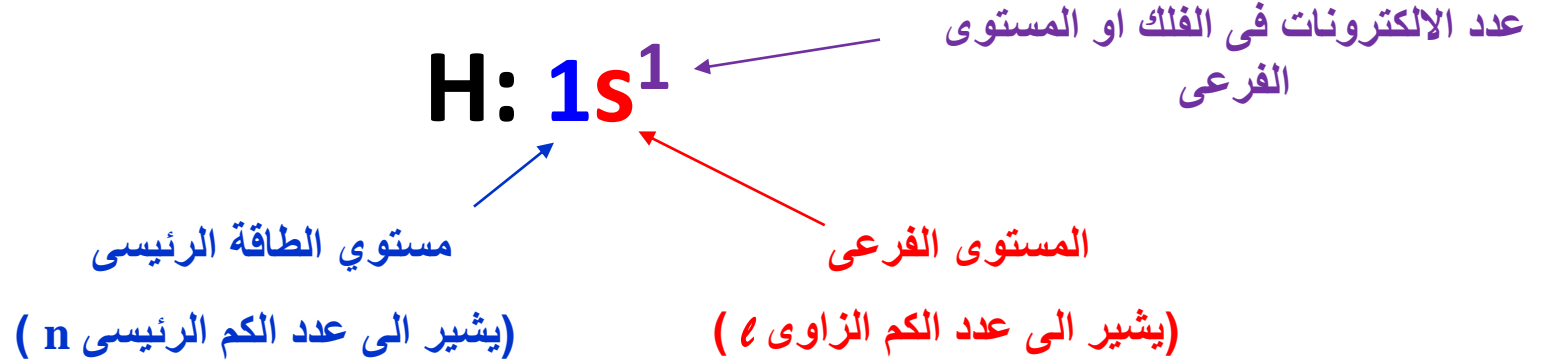 عدد الالكترونات فى الفلك او المستوى
الفرعى
H: 1s¹
المستوى الفرعى
(يشير الى عدد الكم الزاوى ℓ )
مستوي الطاقة الرئيسى
(يشير الى عدد الكم الرئيسى n )